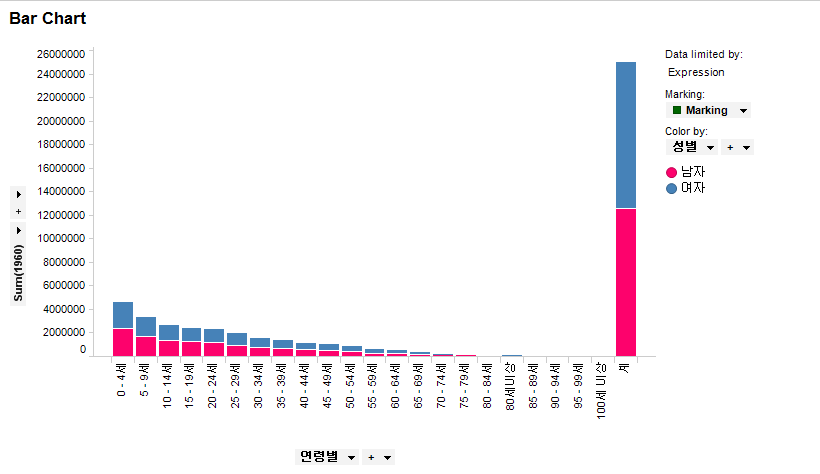 Bar Chart
26000000
24000000
22000000
20000000
18000000
16000000
14000000
12000000
10000000
8000000
6000000
4000000
2000000
0
+
Sum(1960)
0 - 4세
5 - 9세
10 - 14세
15 - 19세
20 - 24세
25 - 29세
30 - 34세
35 - 39세
40 - 44세
45 - 49세
50 - 54세
55 - 59세
60 - 64세
65 - 69세
70 - 74세
75 - 79세
80 - 84세
80세이상
85 - 89세
90 - 94세
95 - 99세
100세 이상
계
연령별 +
Data limited by:
Expression
Marking:
Marking
Color by:
성별 +
남자
여자